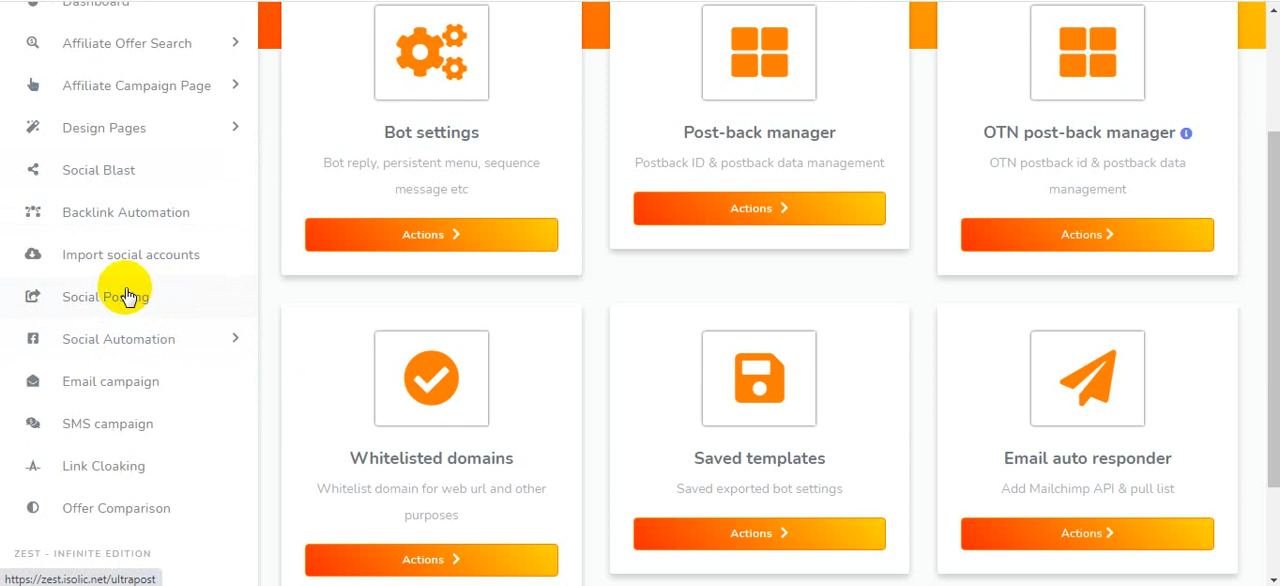 Dashboard
Affiliate Offer Search
Affiliate Campaign Page
Design Pages
Social Blast
Backlink Automation
Import social accounts
Social Posting
Social Automation
Email campaign
SMS campaign
Link Cloaking
Offer Comparison
ZEST - INFINITE EDITION
https://zest.isolic.net/ultrapost
Bot settings
Bot reply, persistent menu, sequence
message etc
Actions
Post-back manager
Postback ID & postback data management
Actions
OTN post-back manager
OTN postback id & postback data
management
Actions
Whitelisted domains
Whitelist domain for web url and other
purposes
Actions
Saved templates
Saved exported bot settings
Actions
Email auto responder
Add Mailchimp API & pull list
Actions